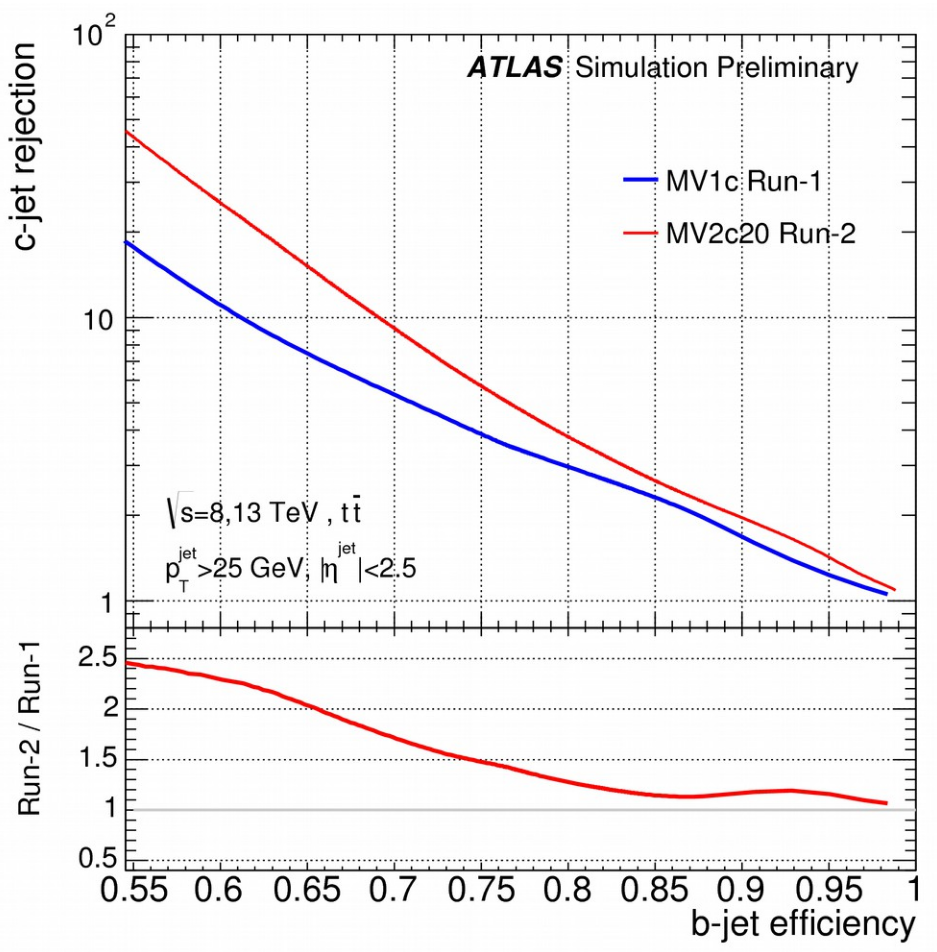 10²
c-jet rejection
ATLAS Simulation Preliminary
MV1c Run-1
MV2c20 Run-2
10
√s=8,13 TeV , t t̄
p_T^jet >25 GeV, |η^jet|<2.5
1
Run-2 / Run-1
2.5
2
1.5
1
0.5
0.55 0.6 0.65 0.7 0.75 0.8 0.85 0.9 0.95 1
b-jet efficiency